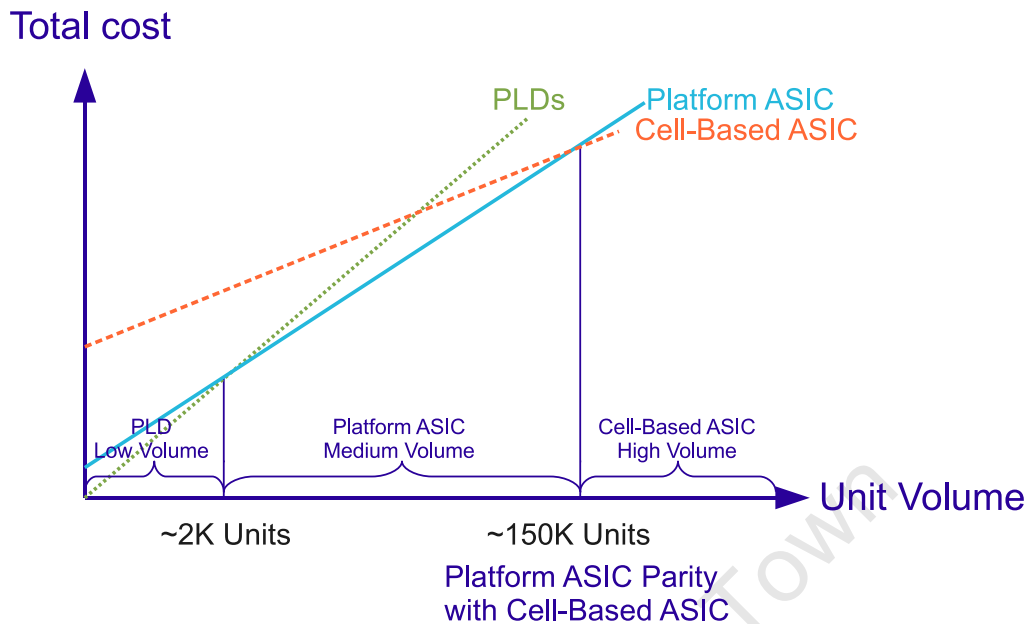 Total cost
PLDs
Platform ASIC
Cell-Based ASIC
PLD
Low Volume
Platform ASIC
Medium Volume
Cell-Based ASIC
High Volume
Unit Volume
~2K Units
~150K Units
Platform ASIC Parity
with Cell-Based ASIC
Town